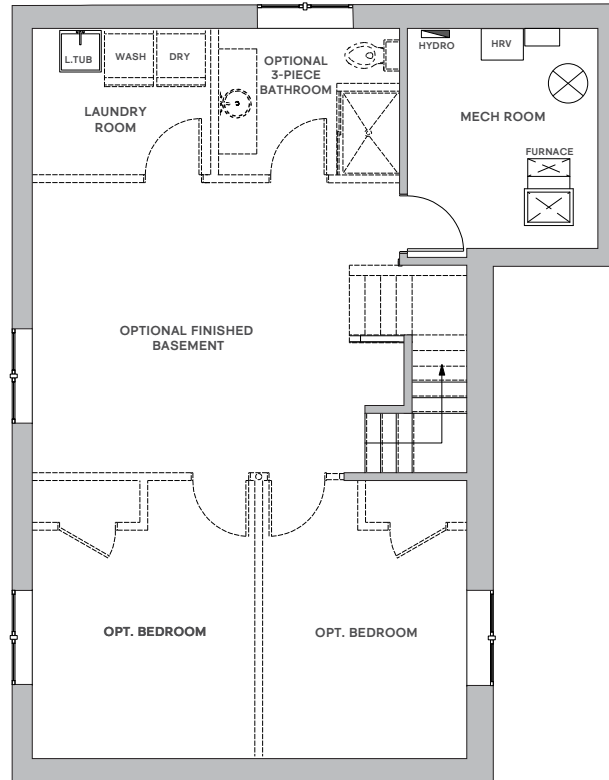 L.TUB
WASH
DRY
LAUNDRY
ROOM
OPTIONAL
3-PIECE
BATHROOM
HYDRO
HRV
MECH ROOM
FURNACE
OPTIONAL FINISHED
BASEMENT
OPT. BEDROOM
OPT. BEDROOM